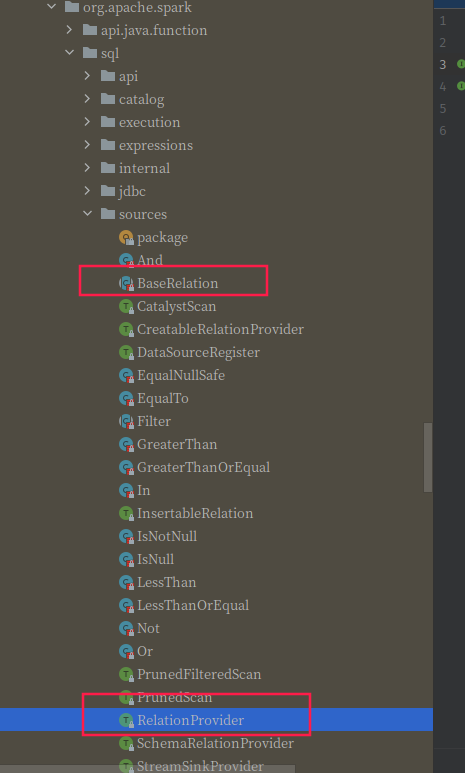 org.apache.spark
api.java.function
sql
api
catalog
execution
expressions
internal
jdbc
sources
package
And
BaseRelation
CatalystScan
CreatableRelationProvider
DataSourceRegister
EqualNullSafe
EqualTo
Filter
GreaterThan
GreaterThanOrEqual
In
InsertableRelation
IsNotNull
IsNull
LessThan
LessThanOrEqual
Not
Or
PrunedFilteredScan
PrunedScan
RelationProvider
SchemaRelationProvider
StreamSinkProvider
1
2
3
4
5
6